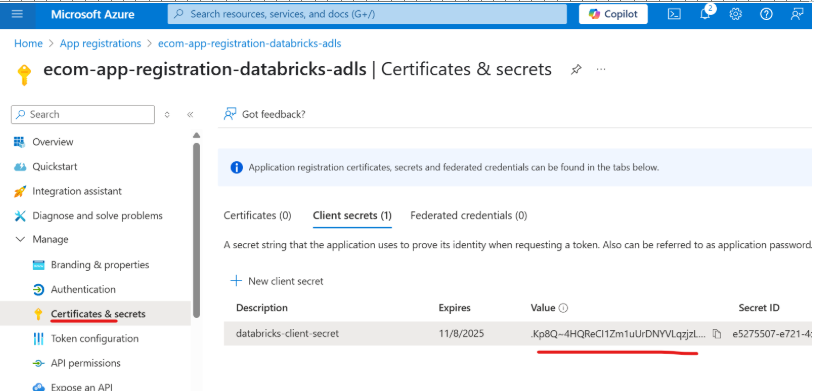 Microsoft Azure
Search resources, services, and docs (G+/)
Copilot
2
Home > App registrations > ecom-app-registration-databricks-adls
ecom-app-registration-databricks-adls | Certificates & secrets
...
Search
Got feedback?
Overview
Quickstart
Integration assistant
Diagnose and solve problems
Manage
Branding & properties
Authentication
Certificates & secrets
Token configuration
API permissions
Expose an API
Application registration certificates, secrets and federated credentials can be found in the tabs below.
Certificates (0) Client secrets (1) Federated credentials (0)
A secret string that the application uses to prove its identity when requesting a token. Also can be referred to as application password.
New client secret
Description Expires Value Secret ID
databricks-client-secret 11/8/2025 .Kp8Q~4HQReCI1Zm1uUrDNYVLqzjzL... e5275507-e721-4